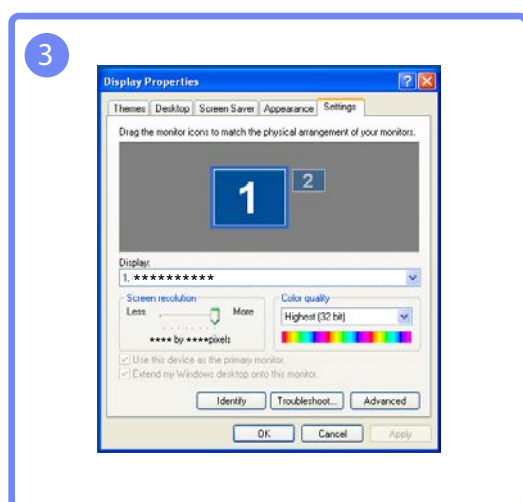 3
Display Properties
Themes Desktop Screen Saver Appearance Settings
Drag the monitor icons to match the physical arrangement of your monitors.
1 2
Display:
1. **********
Screen resolution
Less More
**** by ****pixels
Color quality
Highest (32 bit)
Use this device as the primary monitor.
Extend my Windows desktop onto this monitor.
Identify Troubleshoot... Advanced
OK Cancel Apply